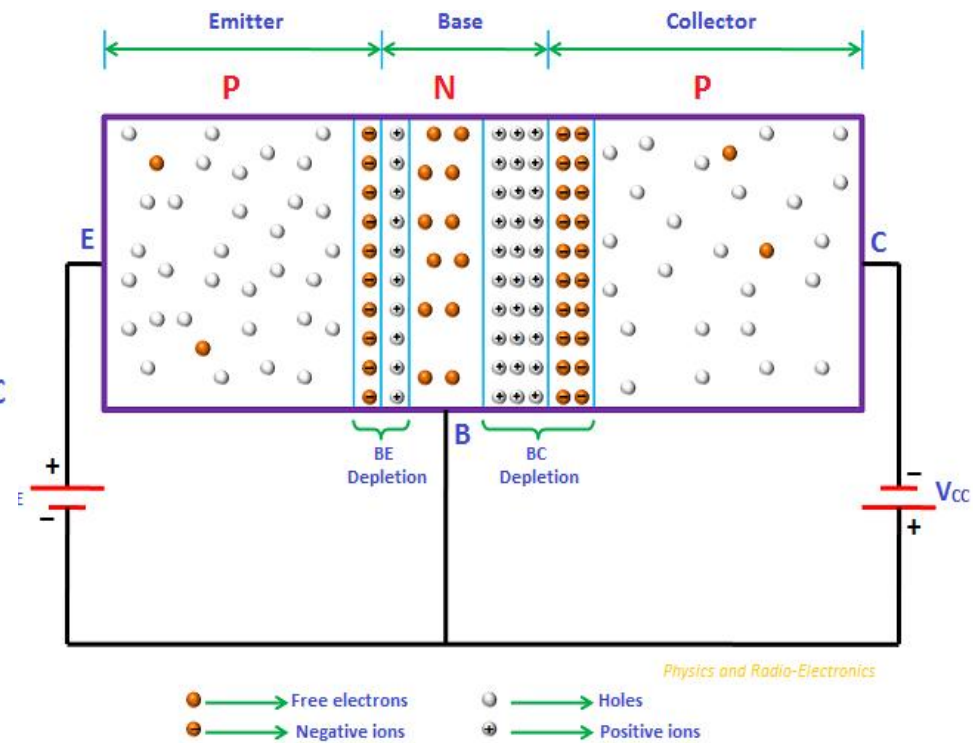 Emitter Base Collector
P N P
E
C
B
C
BE
Depletion
BC
Depletion
+
−
E
−
+
VCC
Physics and Radio-Electronics
Free electrons
Holes
Negative ions
Positive ions